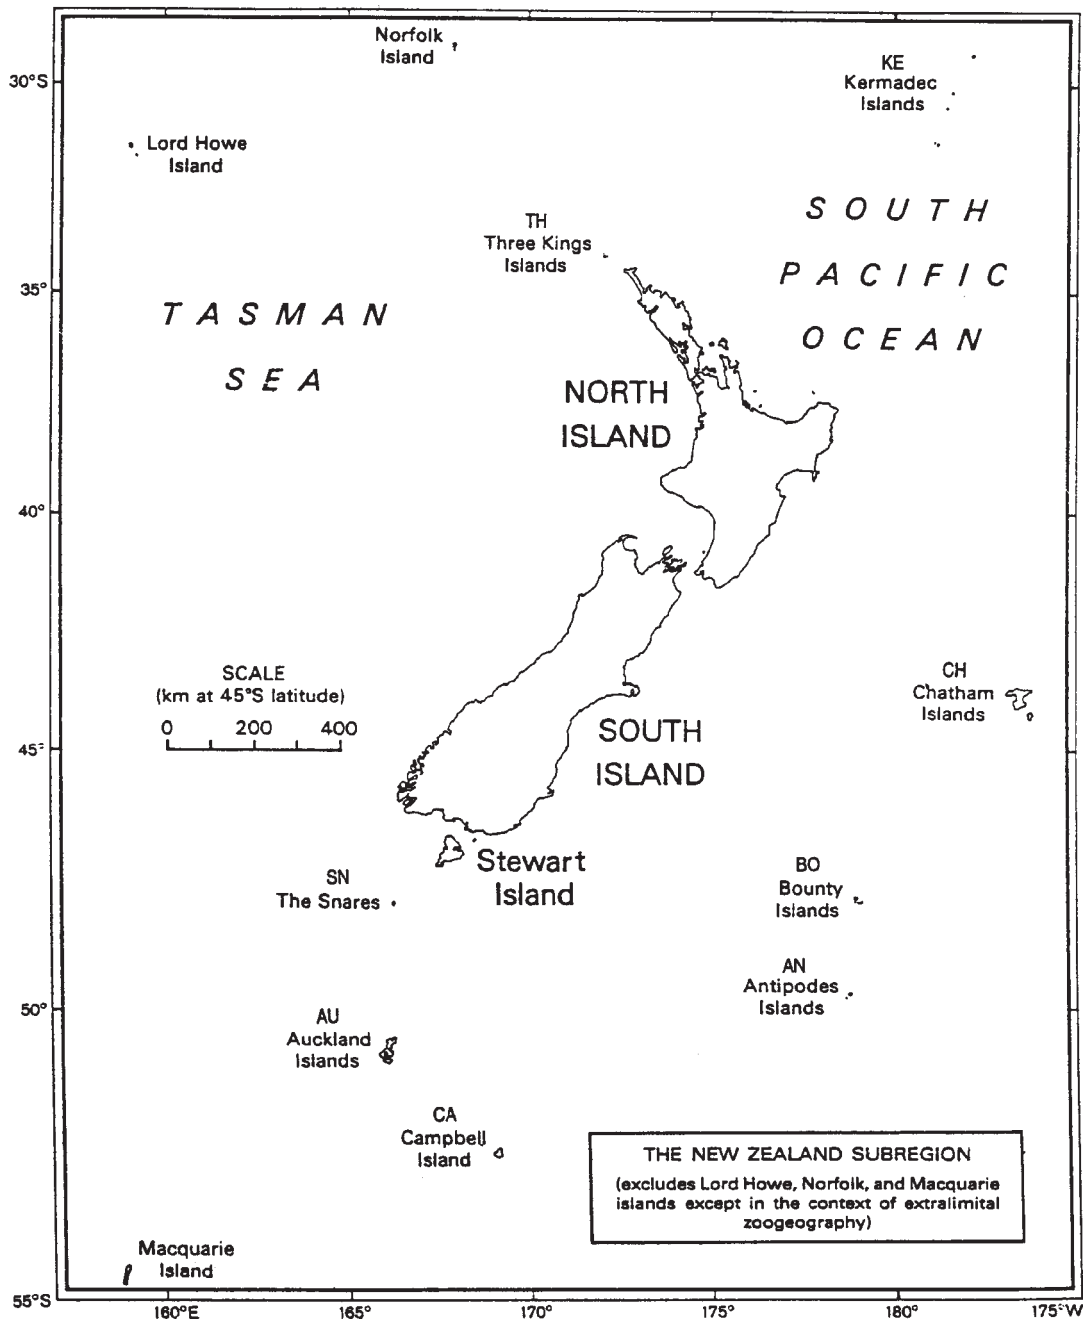 Norfolk
Island
KE
Kermadec
Islands
30°S
Lord Howe
Island
SOUTH
PACIFIC
OCEAN
TH
Three Kings
Islands
35°
TASMAN
SEA
NORTH
ISLAND
40°
SCALE
(km at 45°S latitude)
0 200 400
CH
Chatham
Islands
45°
SOUTH
ISLAND
Stewart
Island
SN
The Snares
BO
Bounty
Islands
AN
Antipodes
Islands
50°
AU
Auckland
Islands
CA
Campbell
Island
THE NEW ZEALAND SUBREGION
(excludes Lord Howe, Norfolk, and Macquarie
islands except in the context of extralimital
zoogeography)
Macquarie
Island
55°S
160°E 165° 170° 175° 180° 175°W